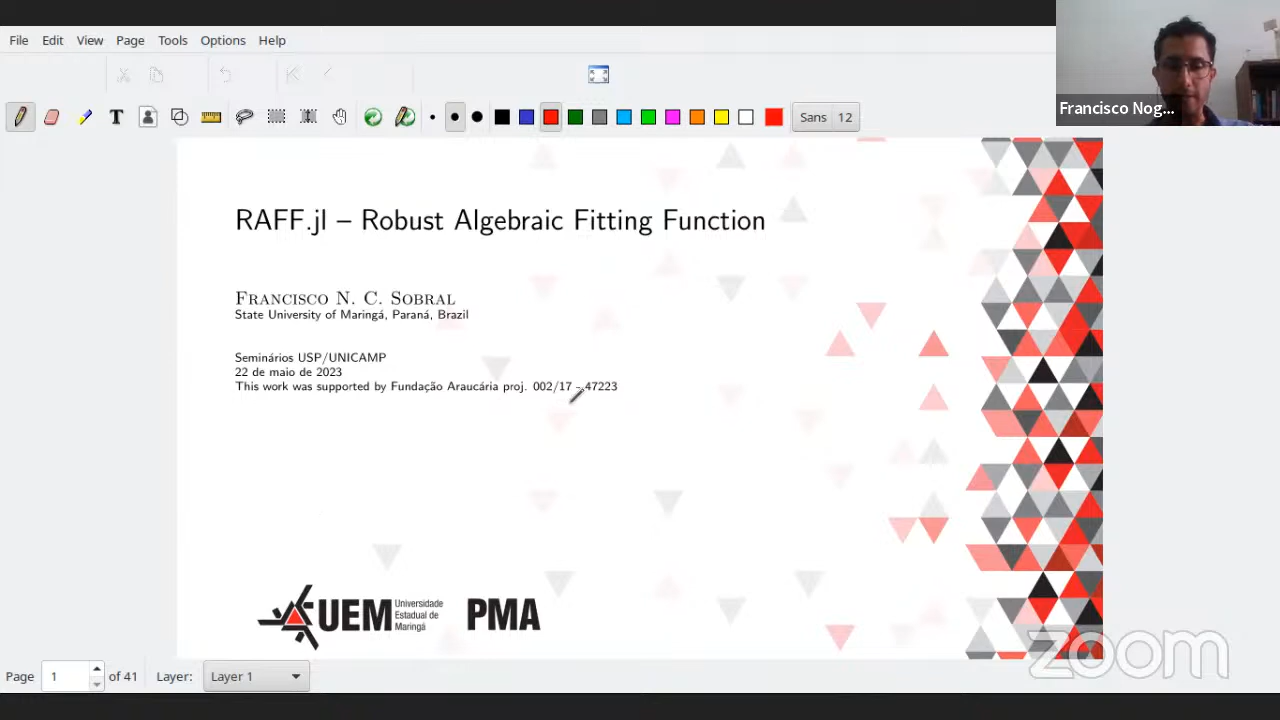 File Edit View Page Tools Options Help
Francisco Nog...
T
Sans 12
RAFF.jl – Robust Algebraic Fitting Function
Francisco N. C. Sobral
State University of Maringá, Paraná, Brazil
Seminários USP/UNICAMP
22 de maio de 2023
This work was supported by Fundação Araucária proj. 002/17 – 47223
UEM Universidade
Estadual de
Maringá
PMA
zoom
Page 1 of 41 Layer: Layer 1